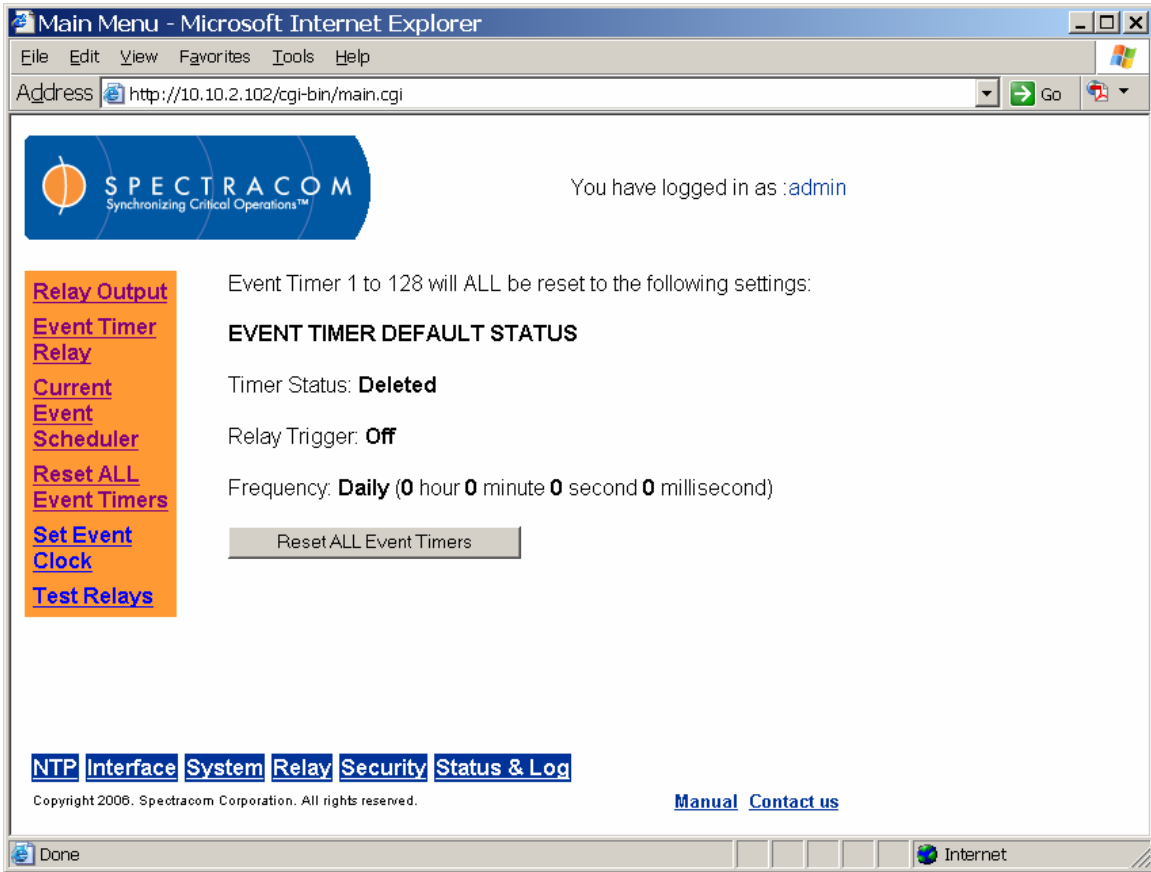 Main Menu - Microsoft Internet Explorer
File Edit View Favorites Tools Help
Address http://10.10.2.102/cgi-bin/main.cgi Go
SPECTRACOM
Synchronizing Critical Operations™
You have logged in as :admin
Relay Output
Event Timer
Relay
Current
Event
Scheduler
Reset ALL
Event Timers
Set Event
Clock
Test Relays
Event Timer 1 to 128 will ALL be reset to the following settings:
EVENT TIMER DEFAULT STATUS
Timer Status: Deleted
Relay Trigger: Off
Frequency: Daily (0 hour 0 minute 0 second 0 millisecond)
Reset ALL Event Timers
NTP Interface System Relay Security Status & Log
Copyright 2006. Spectracom Corporation. All rights reserved.
Manual Contact us
Done Internet